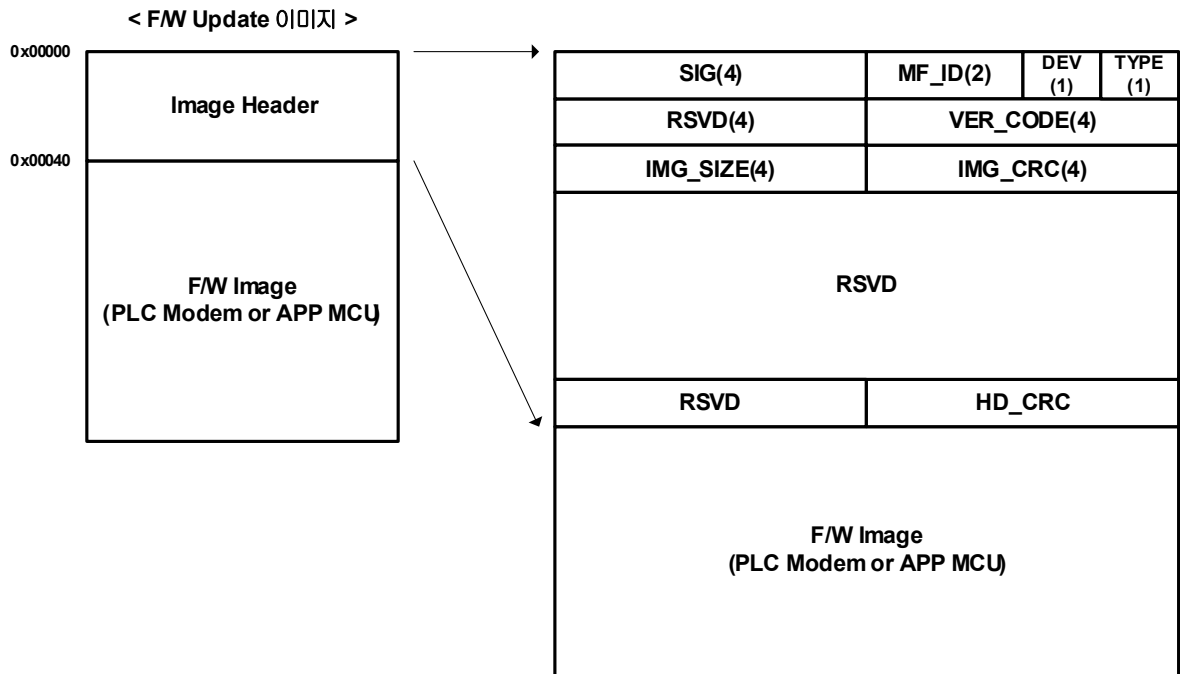 < F/W Update 이미지 >
0x00000
Image Header
0x00040
F/W Image
(PLC Modem or APP MCU)
SIG(4)
MF_ID(2)
DEV
(1)
TYPE
(1)
RSVD(4)
VER_CODE(4)
IMG_SIZE(4)
IMG_CRC(4)
RSVD
RSVD
HD_CRC
F/W Image
(PLC Modem or APP MCU)